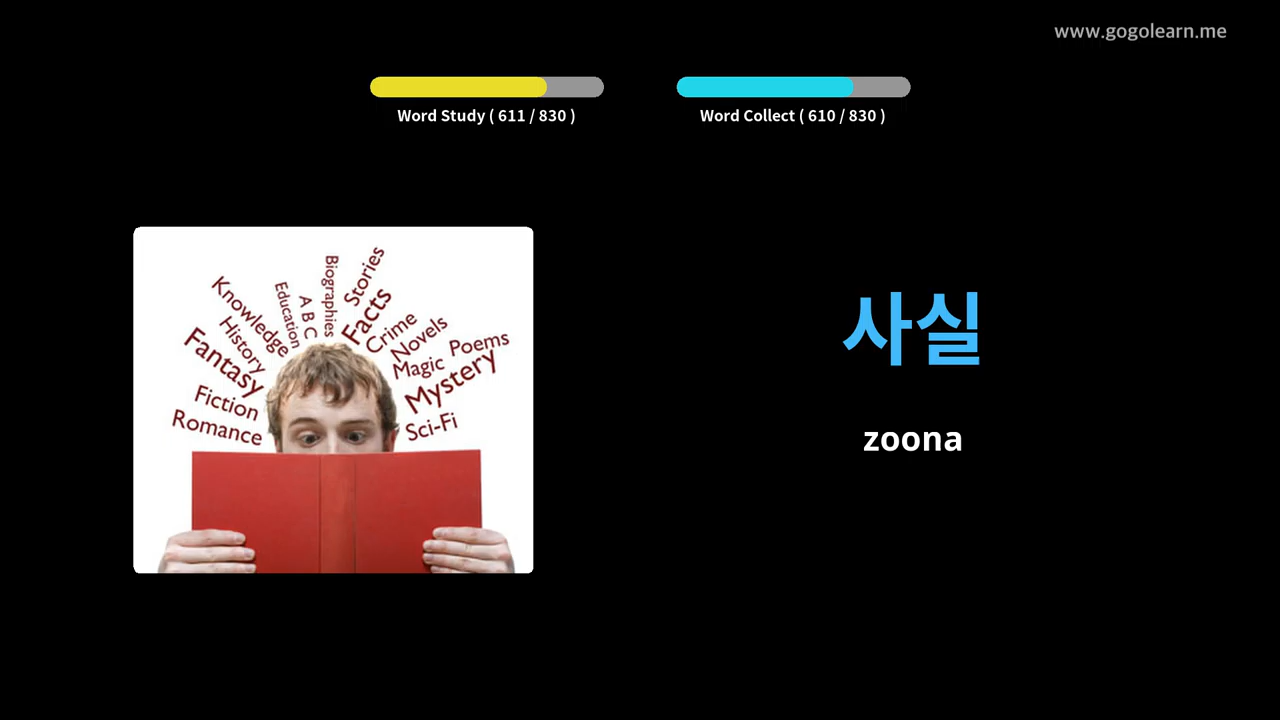 www.gogolearn.me
Word Study ( 611 / 830 )
Word Collect ( 610 / 830 )
Romance
Fiction
Fantasy
History
Knowledge
Education
A B C
Biographies
Stories
Facts
Crime
Novels
Magic
Poems
Mystery
Sci-Fi
사실
zoona